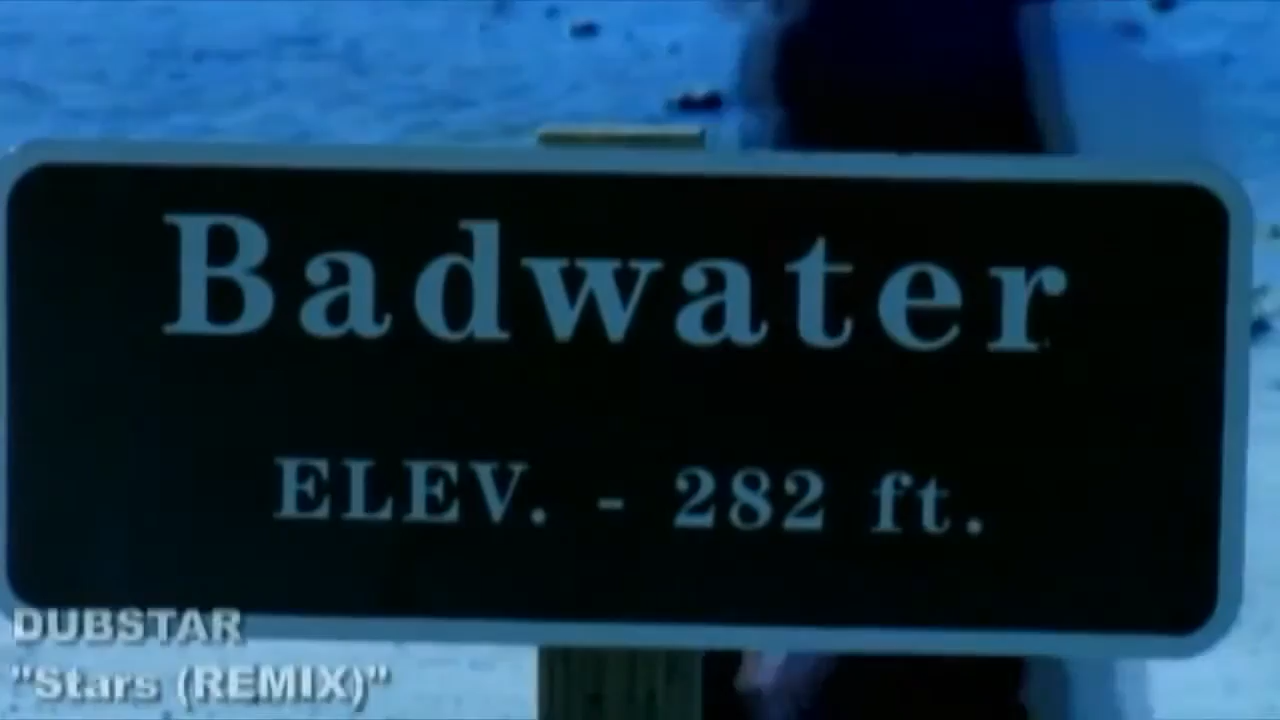 Badwater
ELEV. - 282 ft.
DUBSTAR
"Stars (REMIX)"